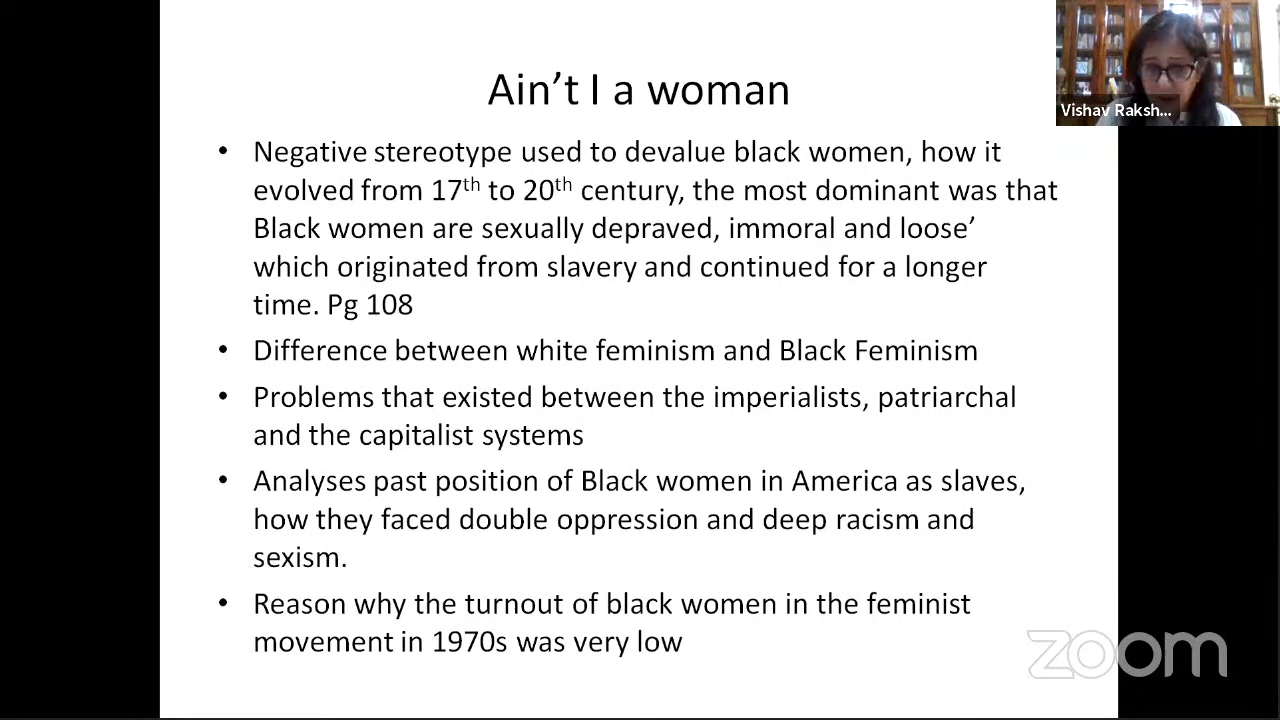 Ain’t I a woman
Vishav Raksh...
• Negative stereotype used to devalue black women, how it
evolved from 17th to 20th century, the most dominant was that
Black women are sexually depraved, immoral and loose’
which originated from slavery and continued for a longer
time. Pg 108
• Difference between white feminism and Black Feminism
• Problems that existed between the imperialists, patriarchal
and the capitalist systems
• Analyses past position of Black women in America as slaves,
how they faced double oppression and deep racism and
sexism.
• Reason why the turnout of black women in the feminist
movement in 1970s was very low
zoom